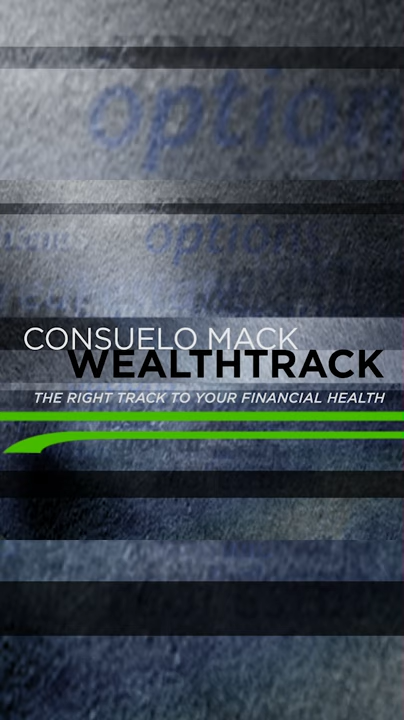 option
options
CONSUELO MACK
WEALTHTRACK
THE RIGHT TRACK TO YOUR FINANCIAL HEALTH